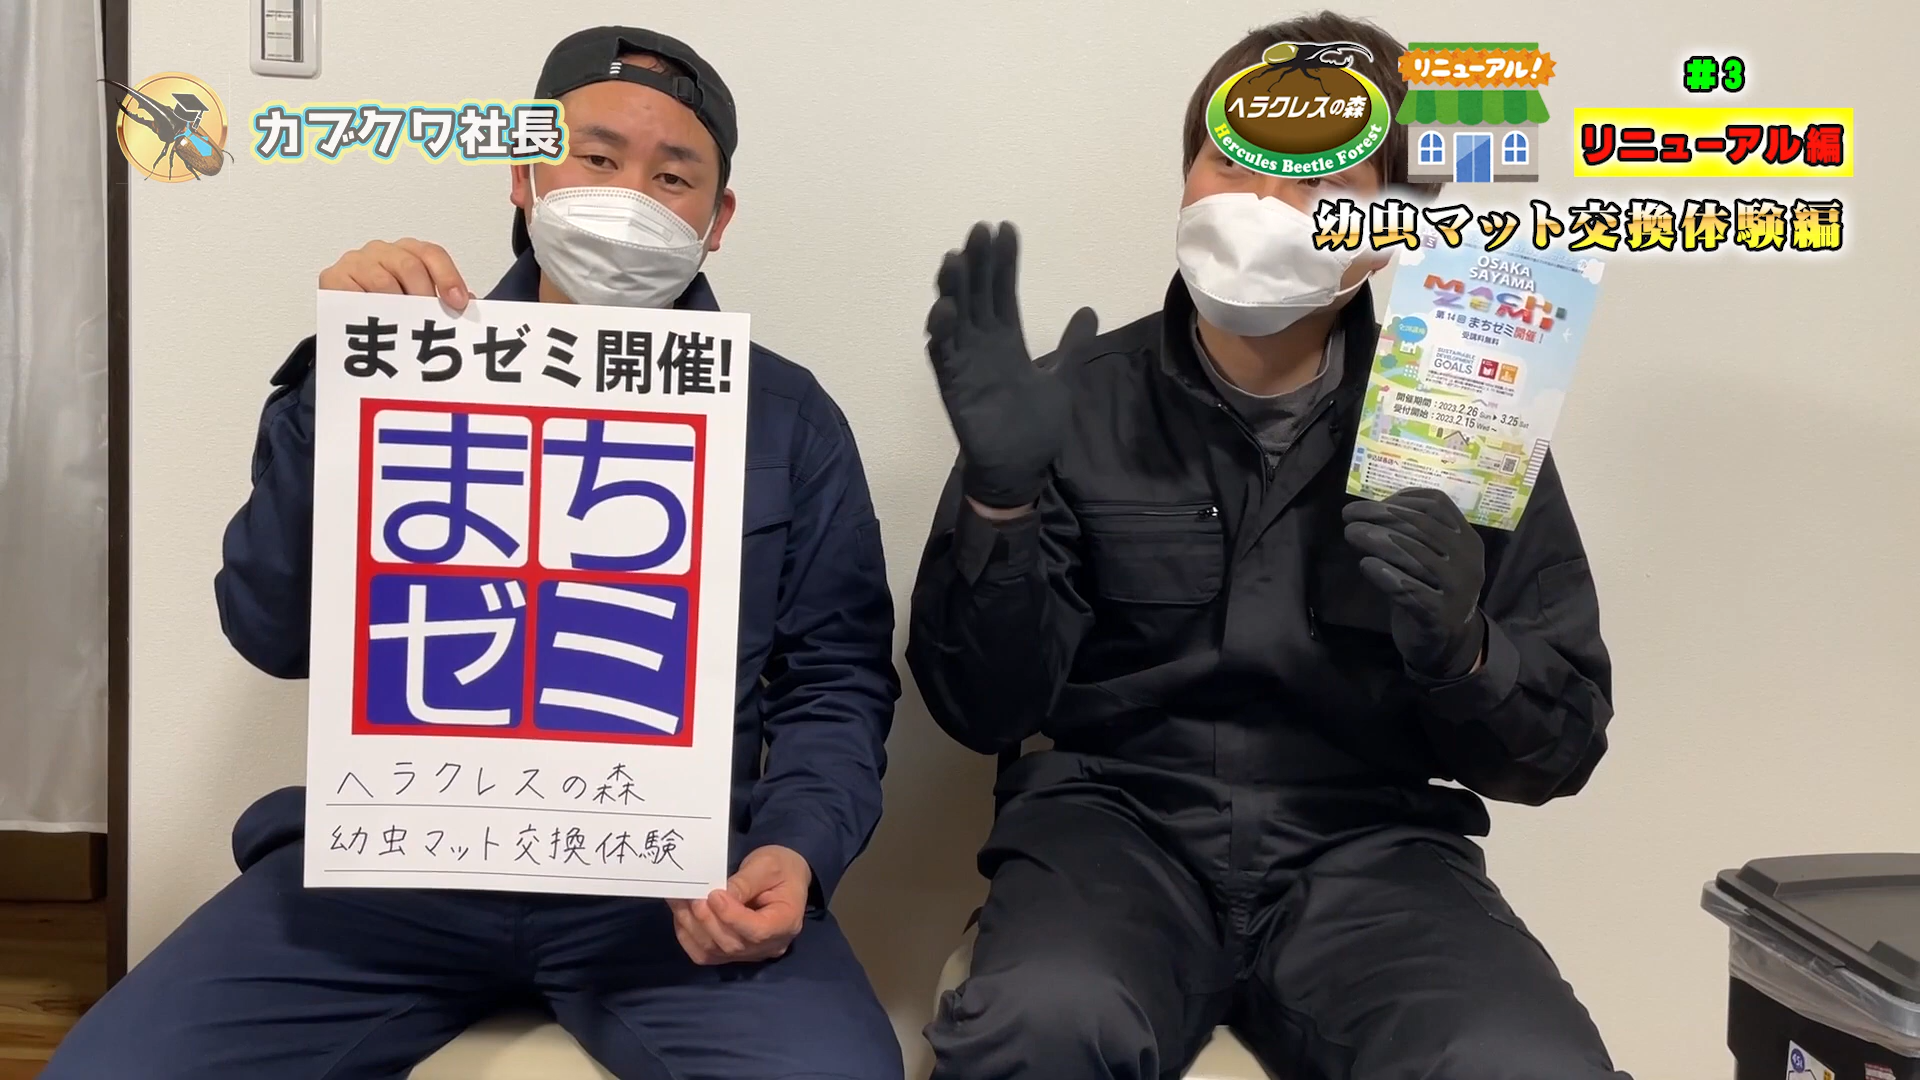 カブクワ社長
ヘラクレスの森
Hercules Beetle Forest
リニューアル!
#3
リニューアル編
幼虫マット交換体験編
まちゼミ開催!
まち
ゼミ
ヘラクレスの森
幼虫マット交換体験
OSAKA
SAYAMA
MACHI
ZEMI
第14回 まちゼミ開催!
受講料無料
全講座
SUSTAINABLE
DEVELOPMENT
GOALS
開催期間:2023.2.26 Sun▶3.25 Sat
受付開始:2023.2.15 Wed~